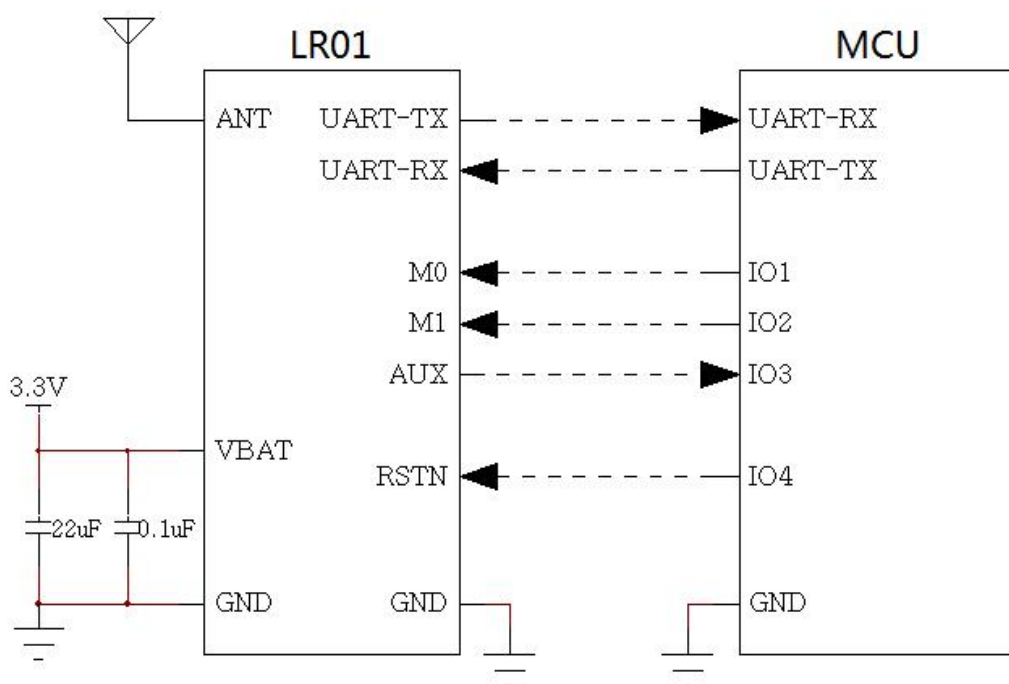 LR01
MCU
ANT
UART-TX
UART-RX
UART-RX
UART-TX
M0
IO1
M1
IO2
AUX
IO3
3.3V
VBAT
RSTN
IO4
22uF
0.1uF
GND
GND
GND